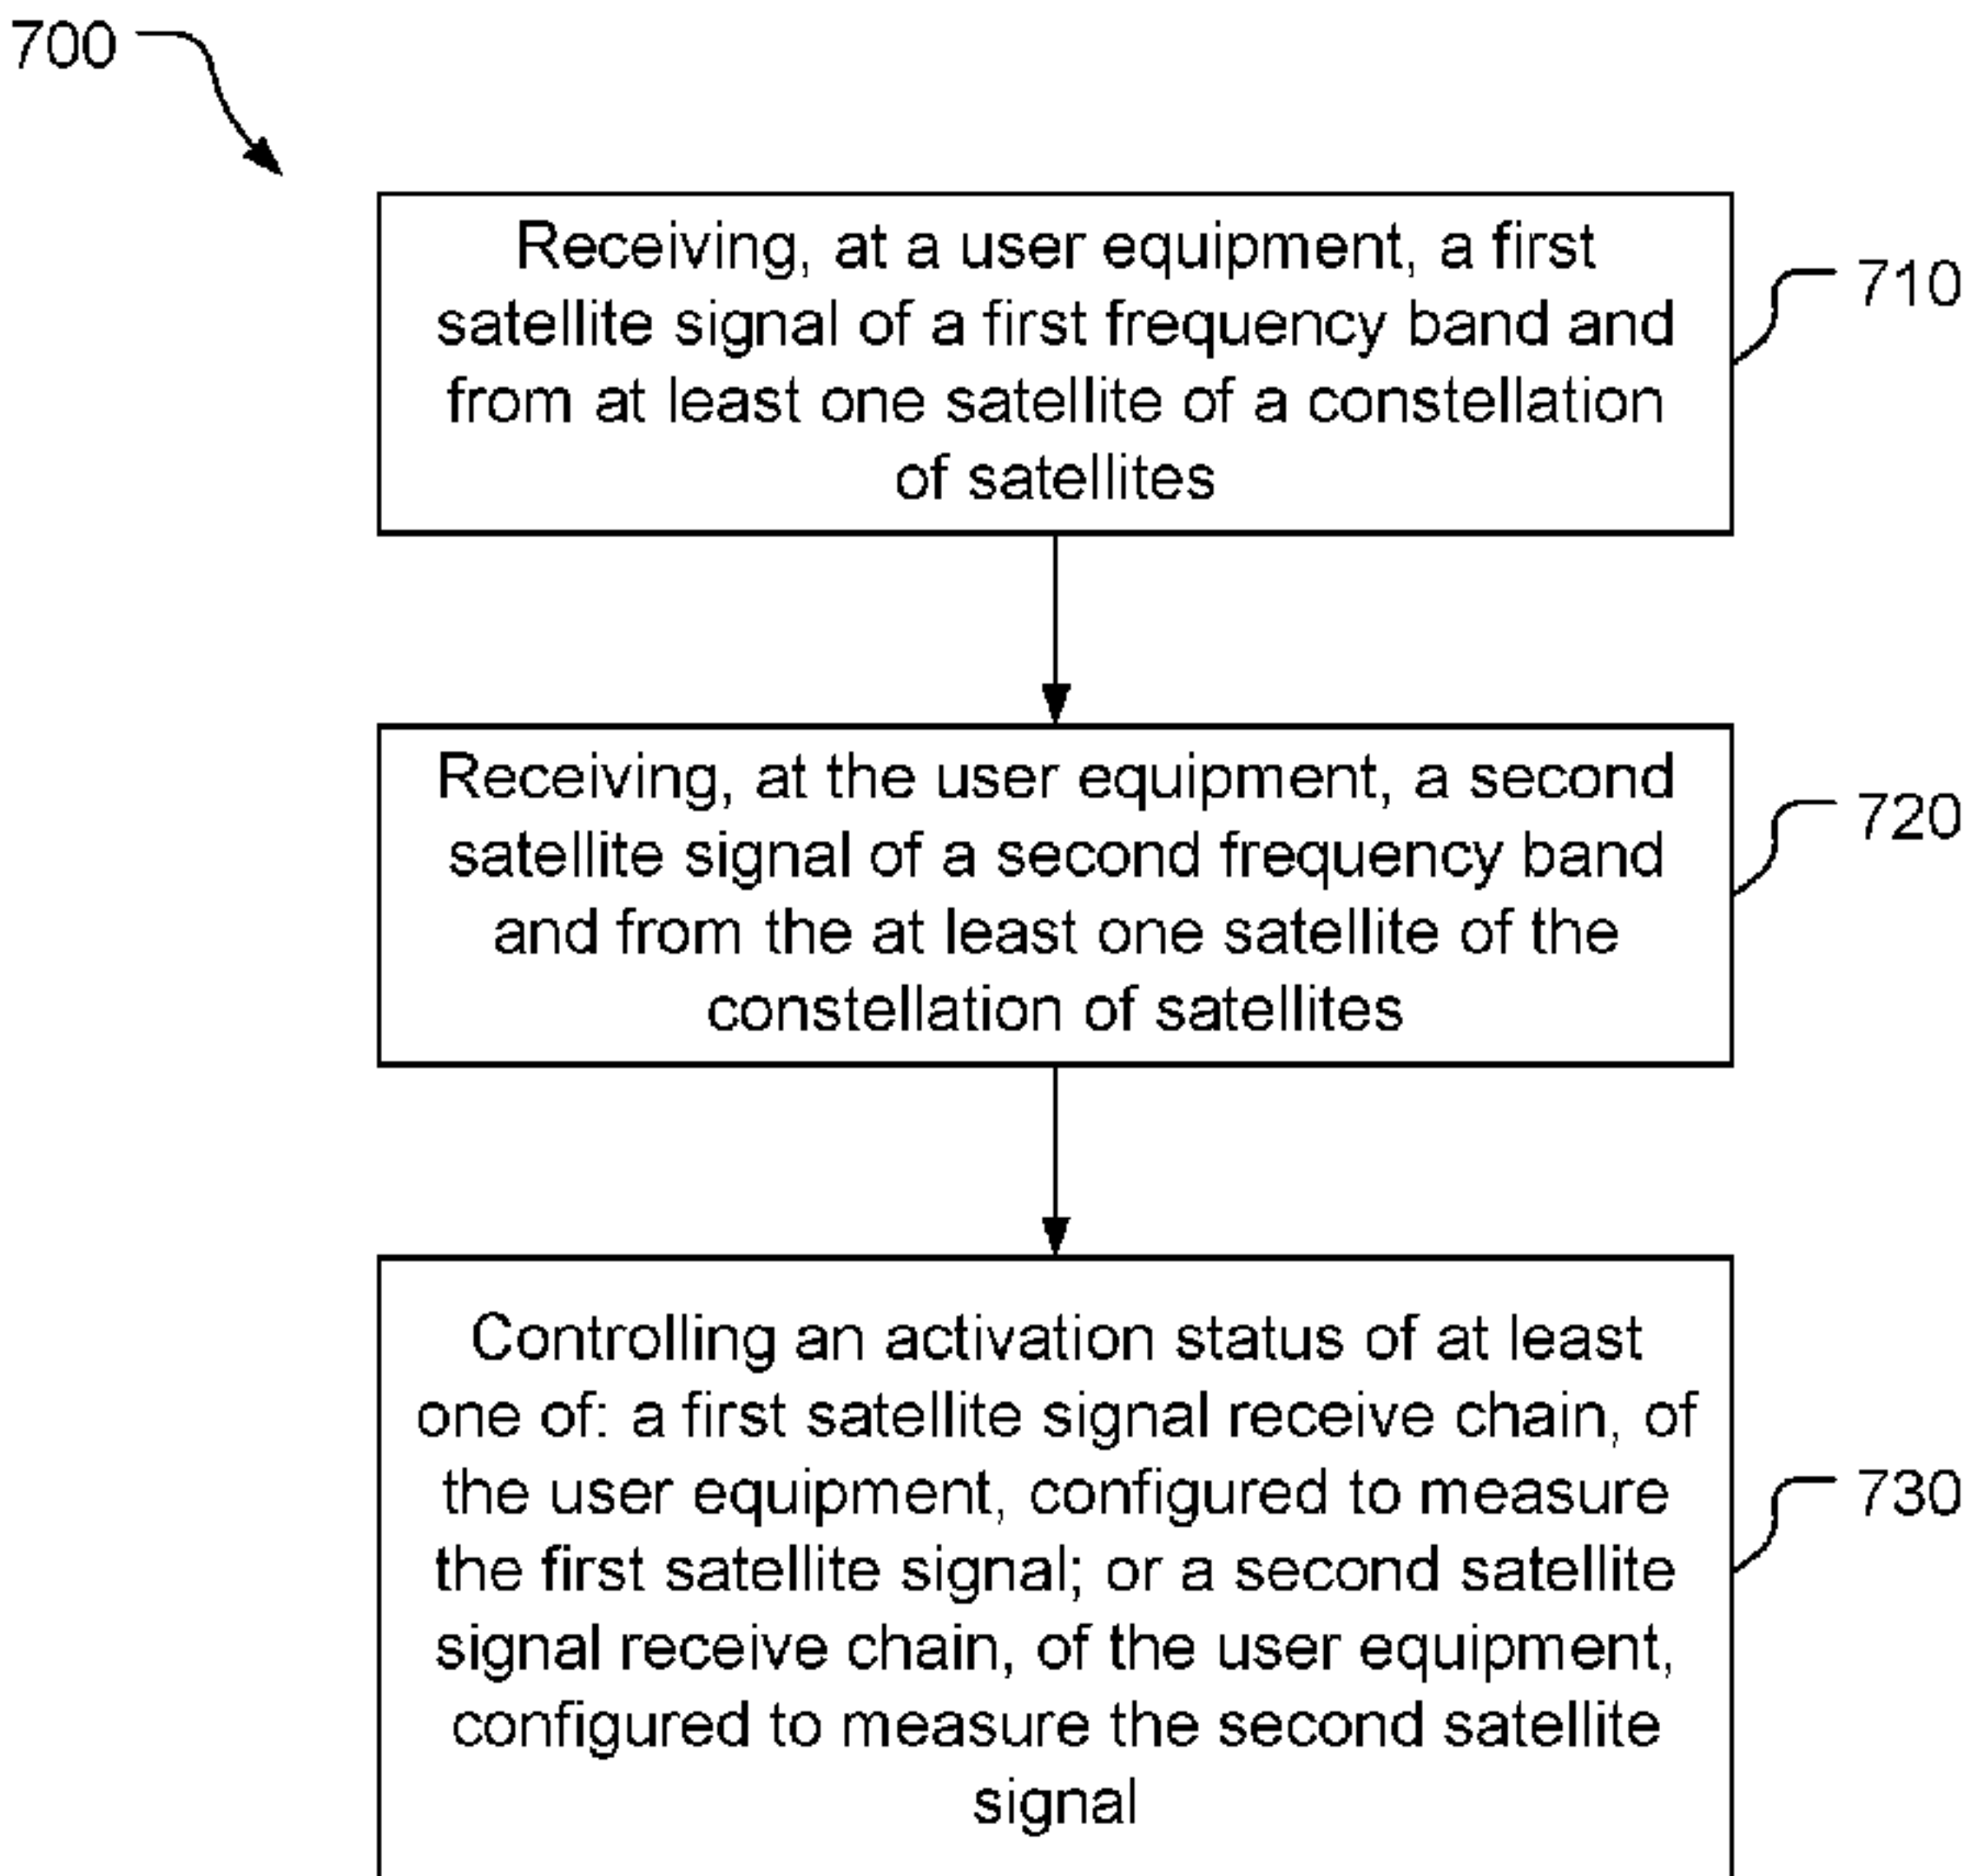 700
Receiving, at a user equipment, a first
satellite signal of a first frequency band and
from at least one satellite of a constellation
of satellites
710
Receiving, at the user equipment, a second
satellite signal of a second frequency band
and from the at least one satellite of the
constellation of satellites
720
Controlling an activation status of at least
one of: a first satellite signal receive chain, of
the user equipment, configured to measure
the first satellite signal; or a second satellite
signal receive chain, of the user equipment,
configured to measure the second satellite
signal
730